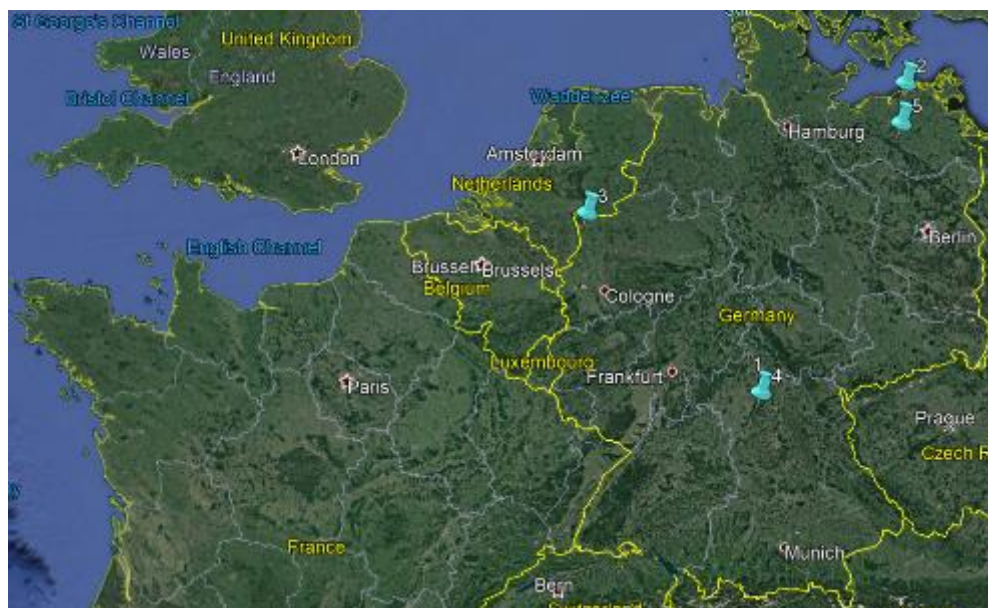 St George's Channel
Wales
United Kingdom
England
Bristol Channel
London
English Channel
Waddenzee
Amsterdam
Netherlands
Hamburg
2
5
3
Berlin
Brussels
Belgium
Cologne
Germany
Luxembourg
Frankfurt
1
4
Paris
Prague
Czech R
France
Munich
Bern
Switzerland